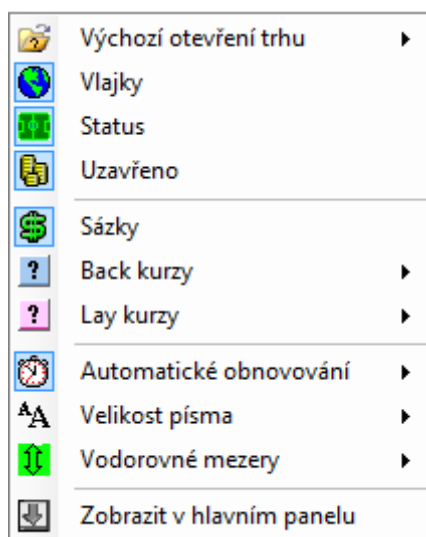 Výchozí otevření trhu
Vlajky
Status
Uzavřeno
Sázky
Back kurzy
Lay kurzy
Automatické obnovování
Velikost písma
Vodorovné mezery
Zobrazit v hlavním panelu